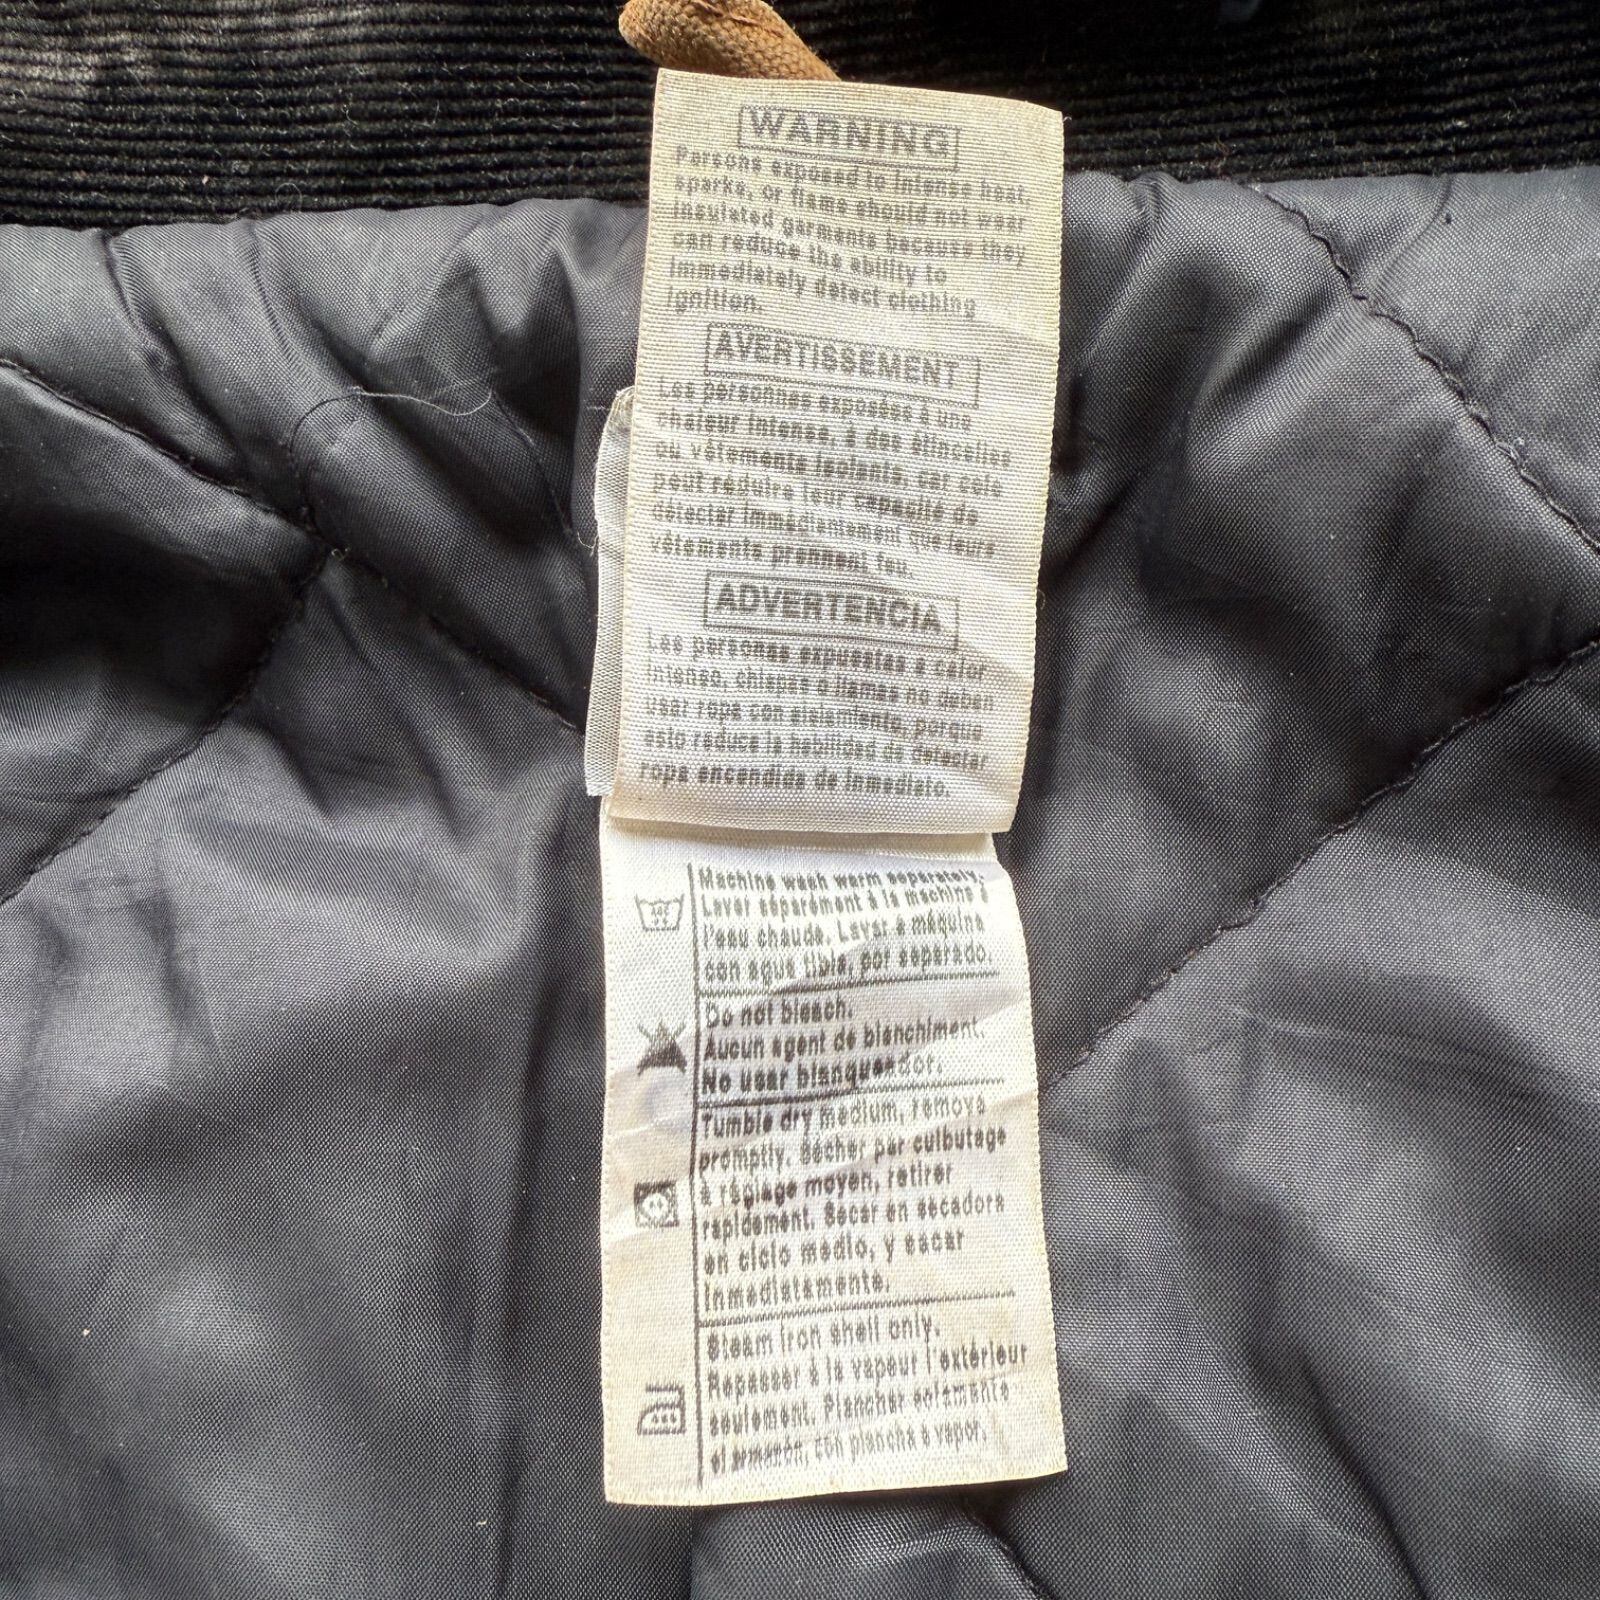 WARNING
Persons exposed to intense heat,
sparks, or flame should not wear
insulated garments because they
can reduce the ability to
immediately detect clothing
ignition.
AVERTISSEMENT
Les personnes exposées à une
chaleur intense, à des étincelles
ou vêtements isolants, car cela
peut réduire leur capacité de
détecter immédiantement que leurs
vêtements prennent feu.
ADVERTENCIA
Las personas expuestas a calor
intenso, chispas o llamas no deben
usar ropa con aislamiento, porque
esto reduce la habilidad de detectar
ropa encendida de inmediato.
Machine wash warm separately.
Laver séparément à la machine à
l'eau chaude. Lavar a máquina
con agua tibia, por separado.
Do not bleach.
Aucun agent de blanchiment.
No usar blanqueador.
Tumble dry medium, remove
promptly. Sécher par culbutage
à réglage moyen, retirer
rapidement. Secar en secadora
en ciclo medio, y sacar
inmediatamente.
Steam iron shell only.
Repasser à la vapeur l'extérieur
seulement. Planchar solamente
el armazón, con plancha a vapor.